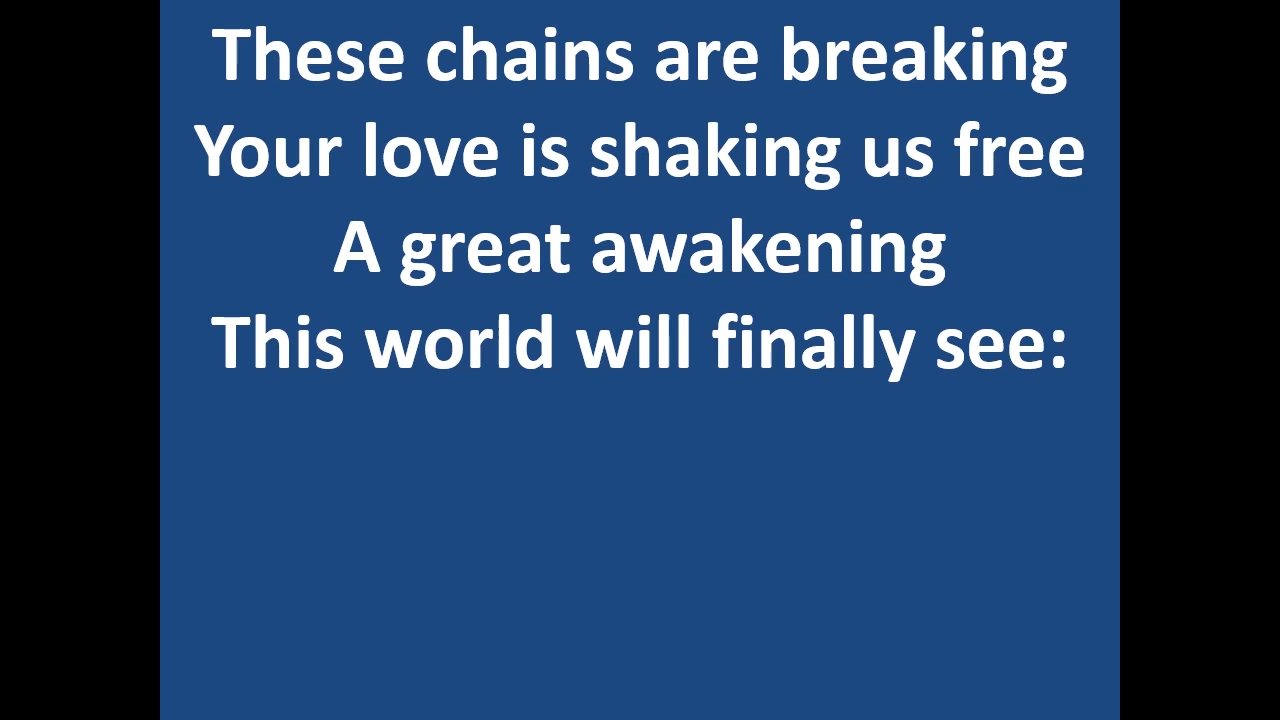 These chains are breaking
Your love is shaking us free
A great awakening
This world will finally see: